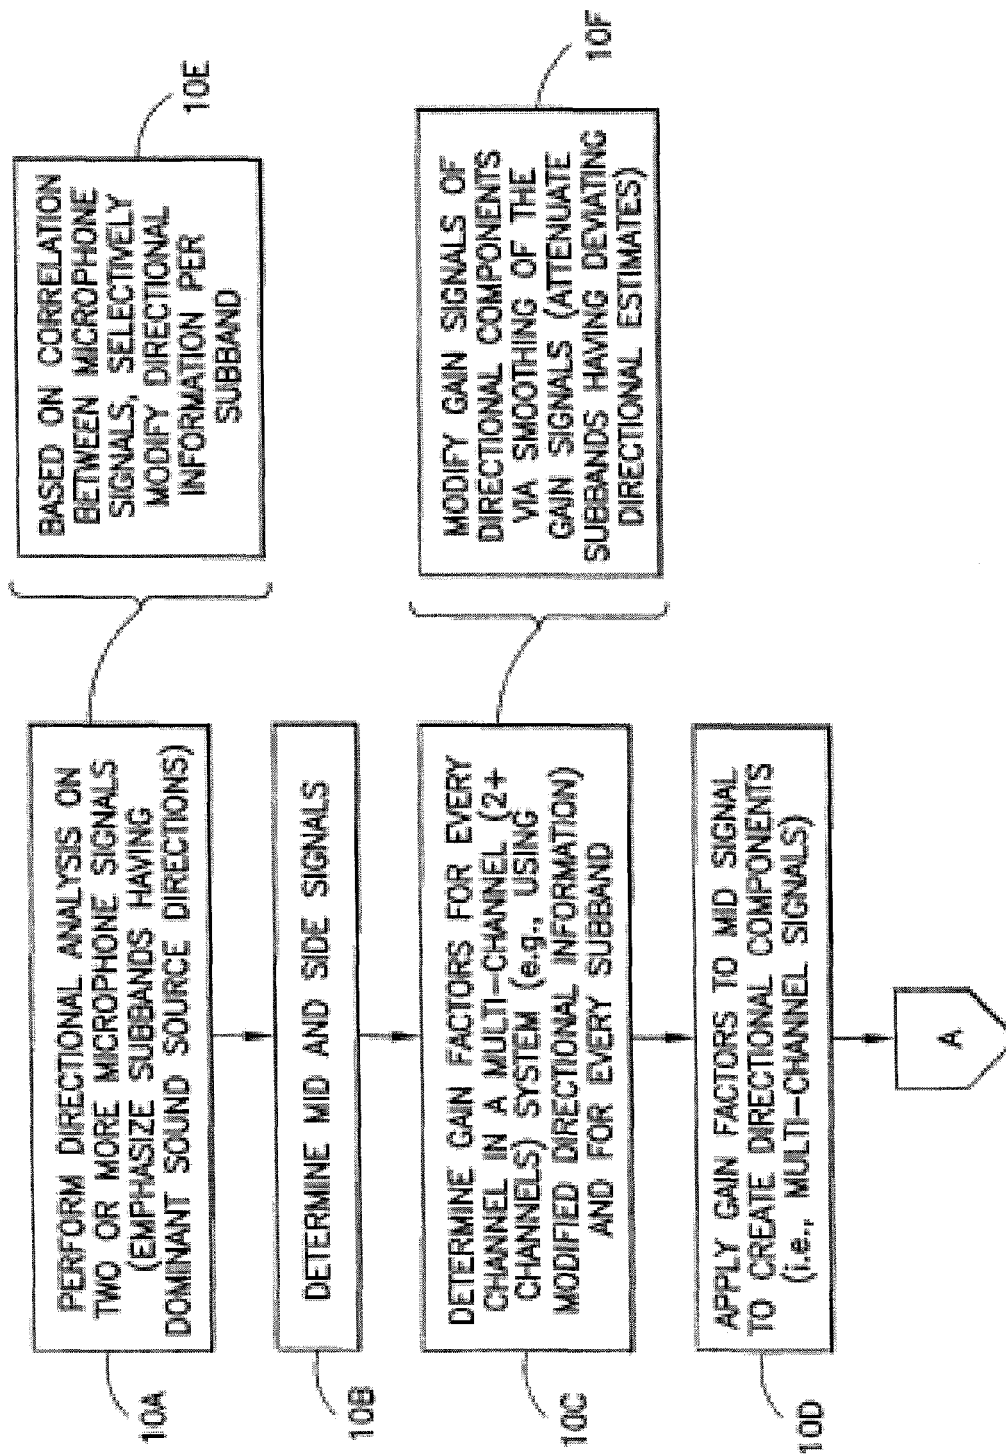 10A
PERFORM DIRECTIONAL ANALYSIS ON
TWO OR MORE MICROPHONE SIGNALS
(EMPHASIZE SUBBANDS HAVING
DOMINANT SOUND SOURCE DIRECTIONS)
10E
BASED ON CORRELATION
BETWEEN MICROPHONE
SIGNALS, SELECTIVELY
MODIFY DIRECTIONAL
INFORMATION PER
SUBBAND
10B
DETERMINE MID AND SIDE SIGNALS
10C
DETERMINE GAIN FACTORS FOR EVERY
CHANNEL IN A MULTI-CHANNEL (2+
CHANNELS) SYSTEM (e.g., USING
MODIFIED DIRECTIONAL INFORMATION)
AND FOR EVERY SUBBAND
10F
MODIFY GAIN SIGNALS OF
DIRECTIONAL COMPONENTS
VIA SMOOTHING OF THE
GAIN SIGNALS (ATTENUATE
SUBBANDS HAVING DEVIATING
DIRECTIONAL ESTIMATES)
10D
APPLY GAIN FACTORS TO MID SIGNAL
TO CREATE DIRECTIONAL COMPONENTS
(i.e., MULTI-CHANNEL SIGNALS)
A